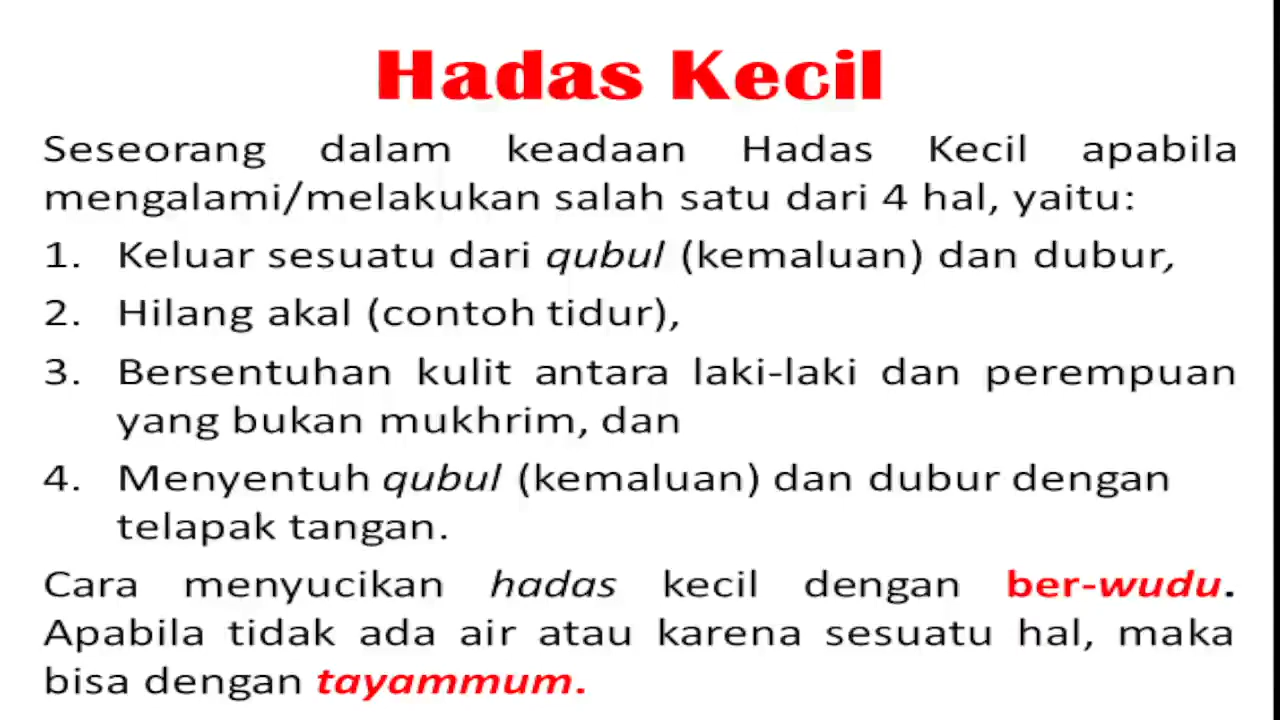 Hadas Kecil
Seseorang dalam keadaan Hadas Kecil apabila
mengalami/melakukan salah satu dari 4 hal, yaitu:
1. Keluar sesuatu dari qubul (kemaluan) dan dubur,
2. Hilang akal (contoh tidur),
3. Bersentuhan kulit antara laki-laki dan perempuan
yang bukan mukhrim, dan
4. Menyentuh qubul (kemaluan) dan dubur dengan
telapak tangan.
Cara menyucikan hadas kecil dengan ber-wudu.
Apabila tidak ada air atau karena sesuatu hal, maka
bisa dengan tayammum.